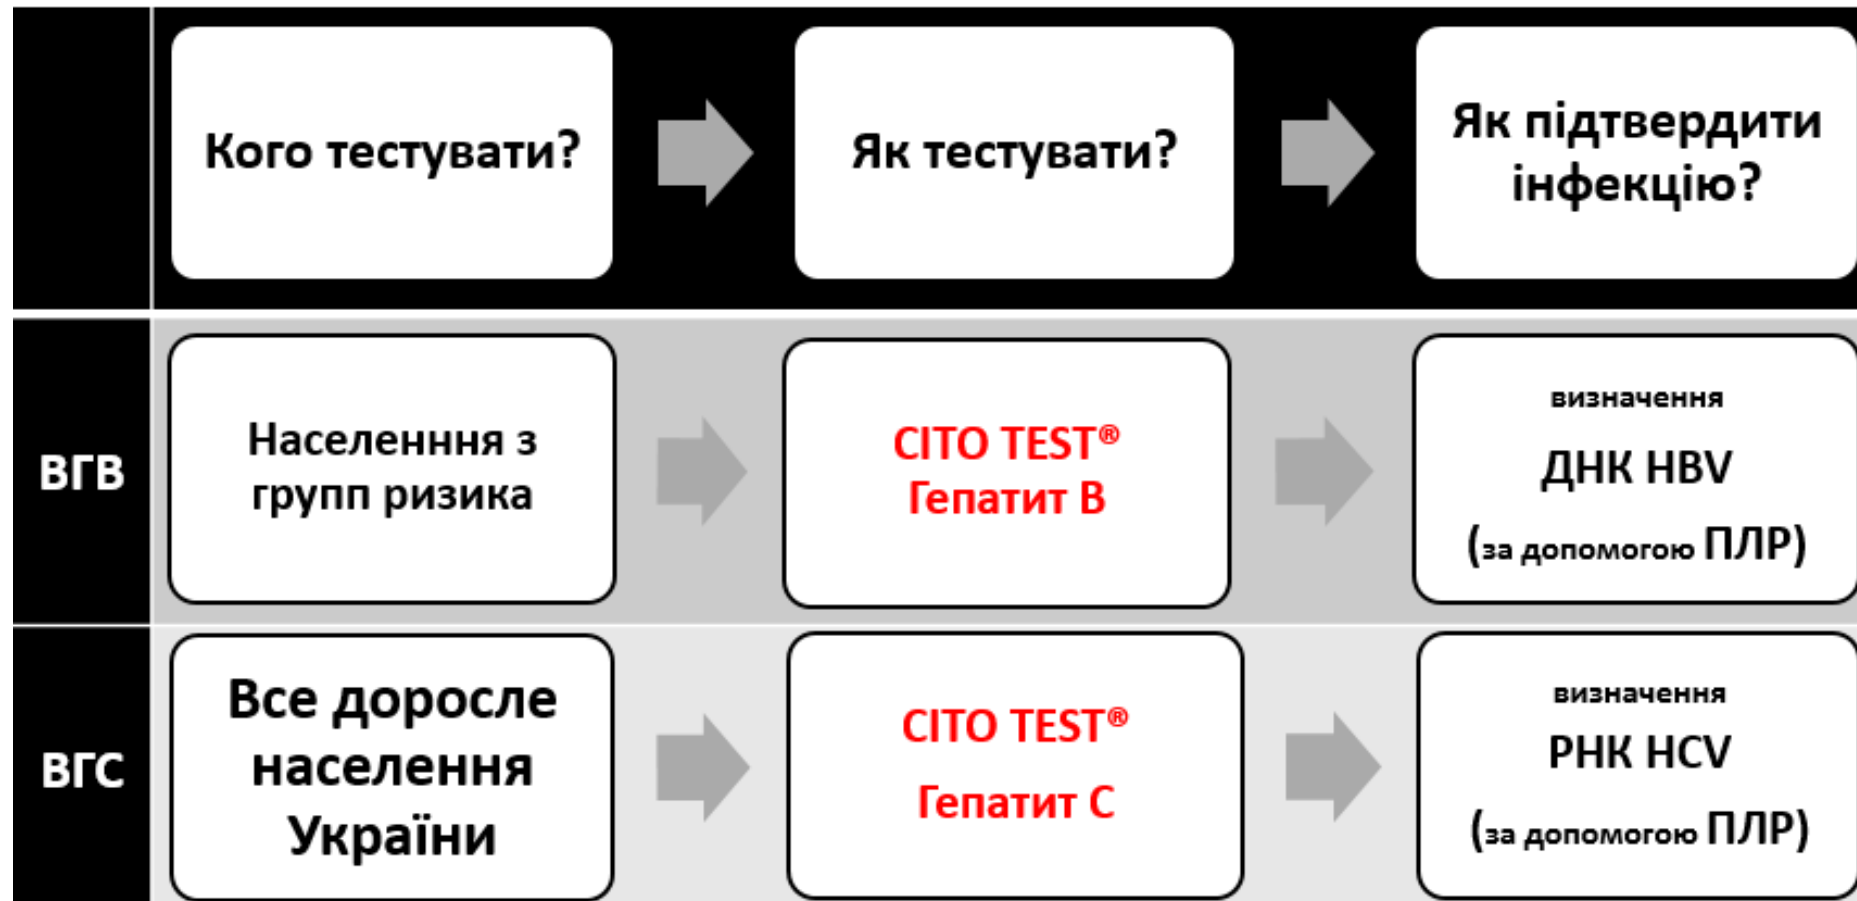 Кого тестувати?
Як тестувати?
Як підтвердити
інфекцію?
ВГВ
Населенння з
групп ризика
CITO TEST®
Гепатит В
визначення
ДНК HBV
(за допомогою ПЛР)
ВГС
Все доросле
населення
України
CITO TEST®
Гепатит С
визначення
РНК HCV
(за допомогою ПЛР)